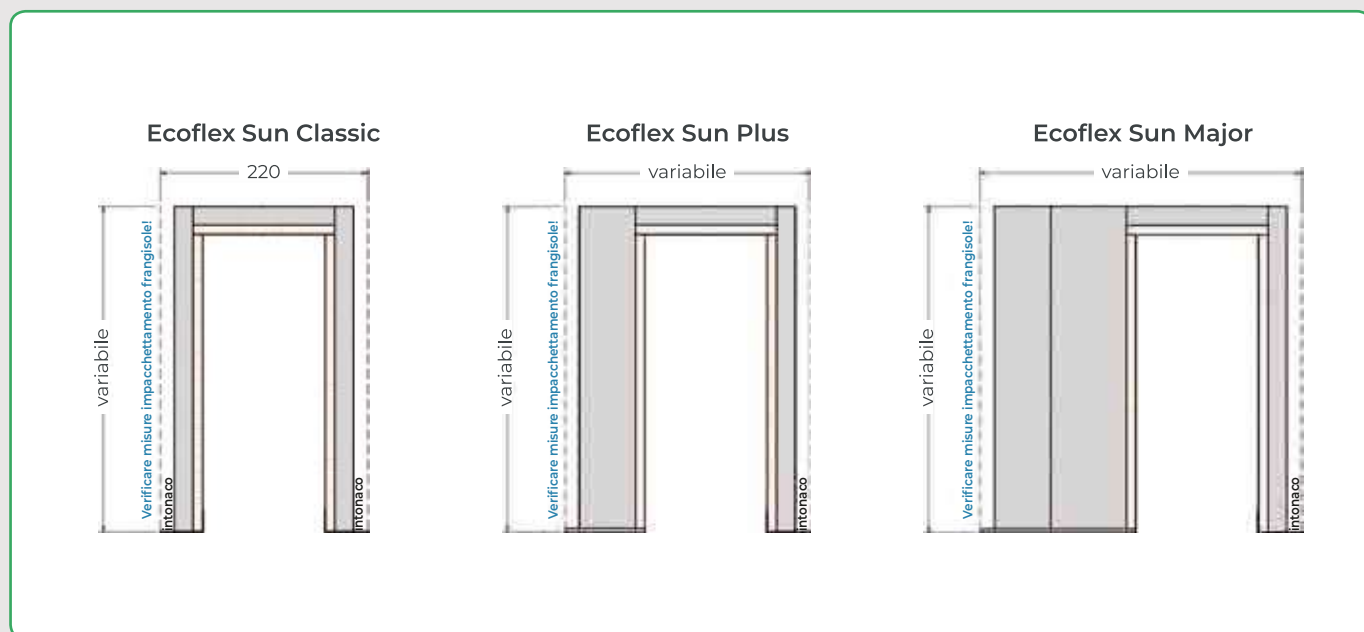 Ecoflex Sun Classic
220
variabile
Verificare misure impacchettamento frangisole!
intonaco
intonaco
Ecoflex Sun Plus
variabile
variabile
Verificare misure impacchettamento frangisole!
intonaco
Ecoflex Sun Major
variabile
variabile
Verificare misure impacchettamento frangisole!
intonaco